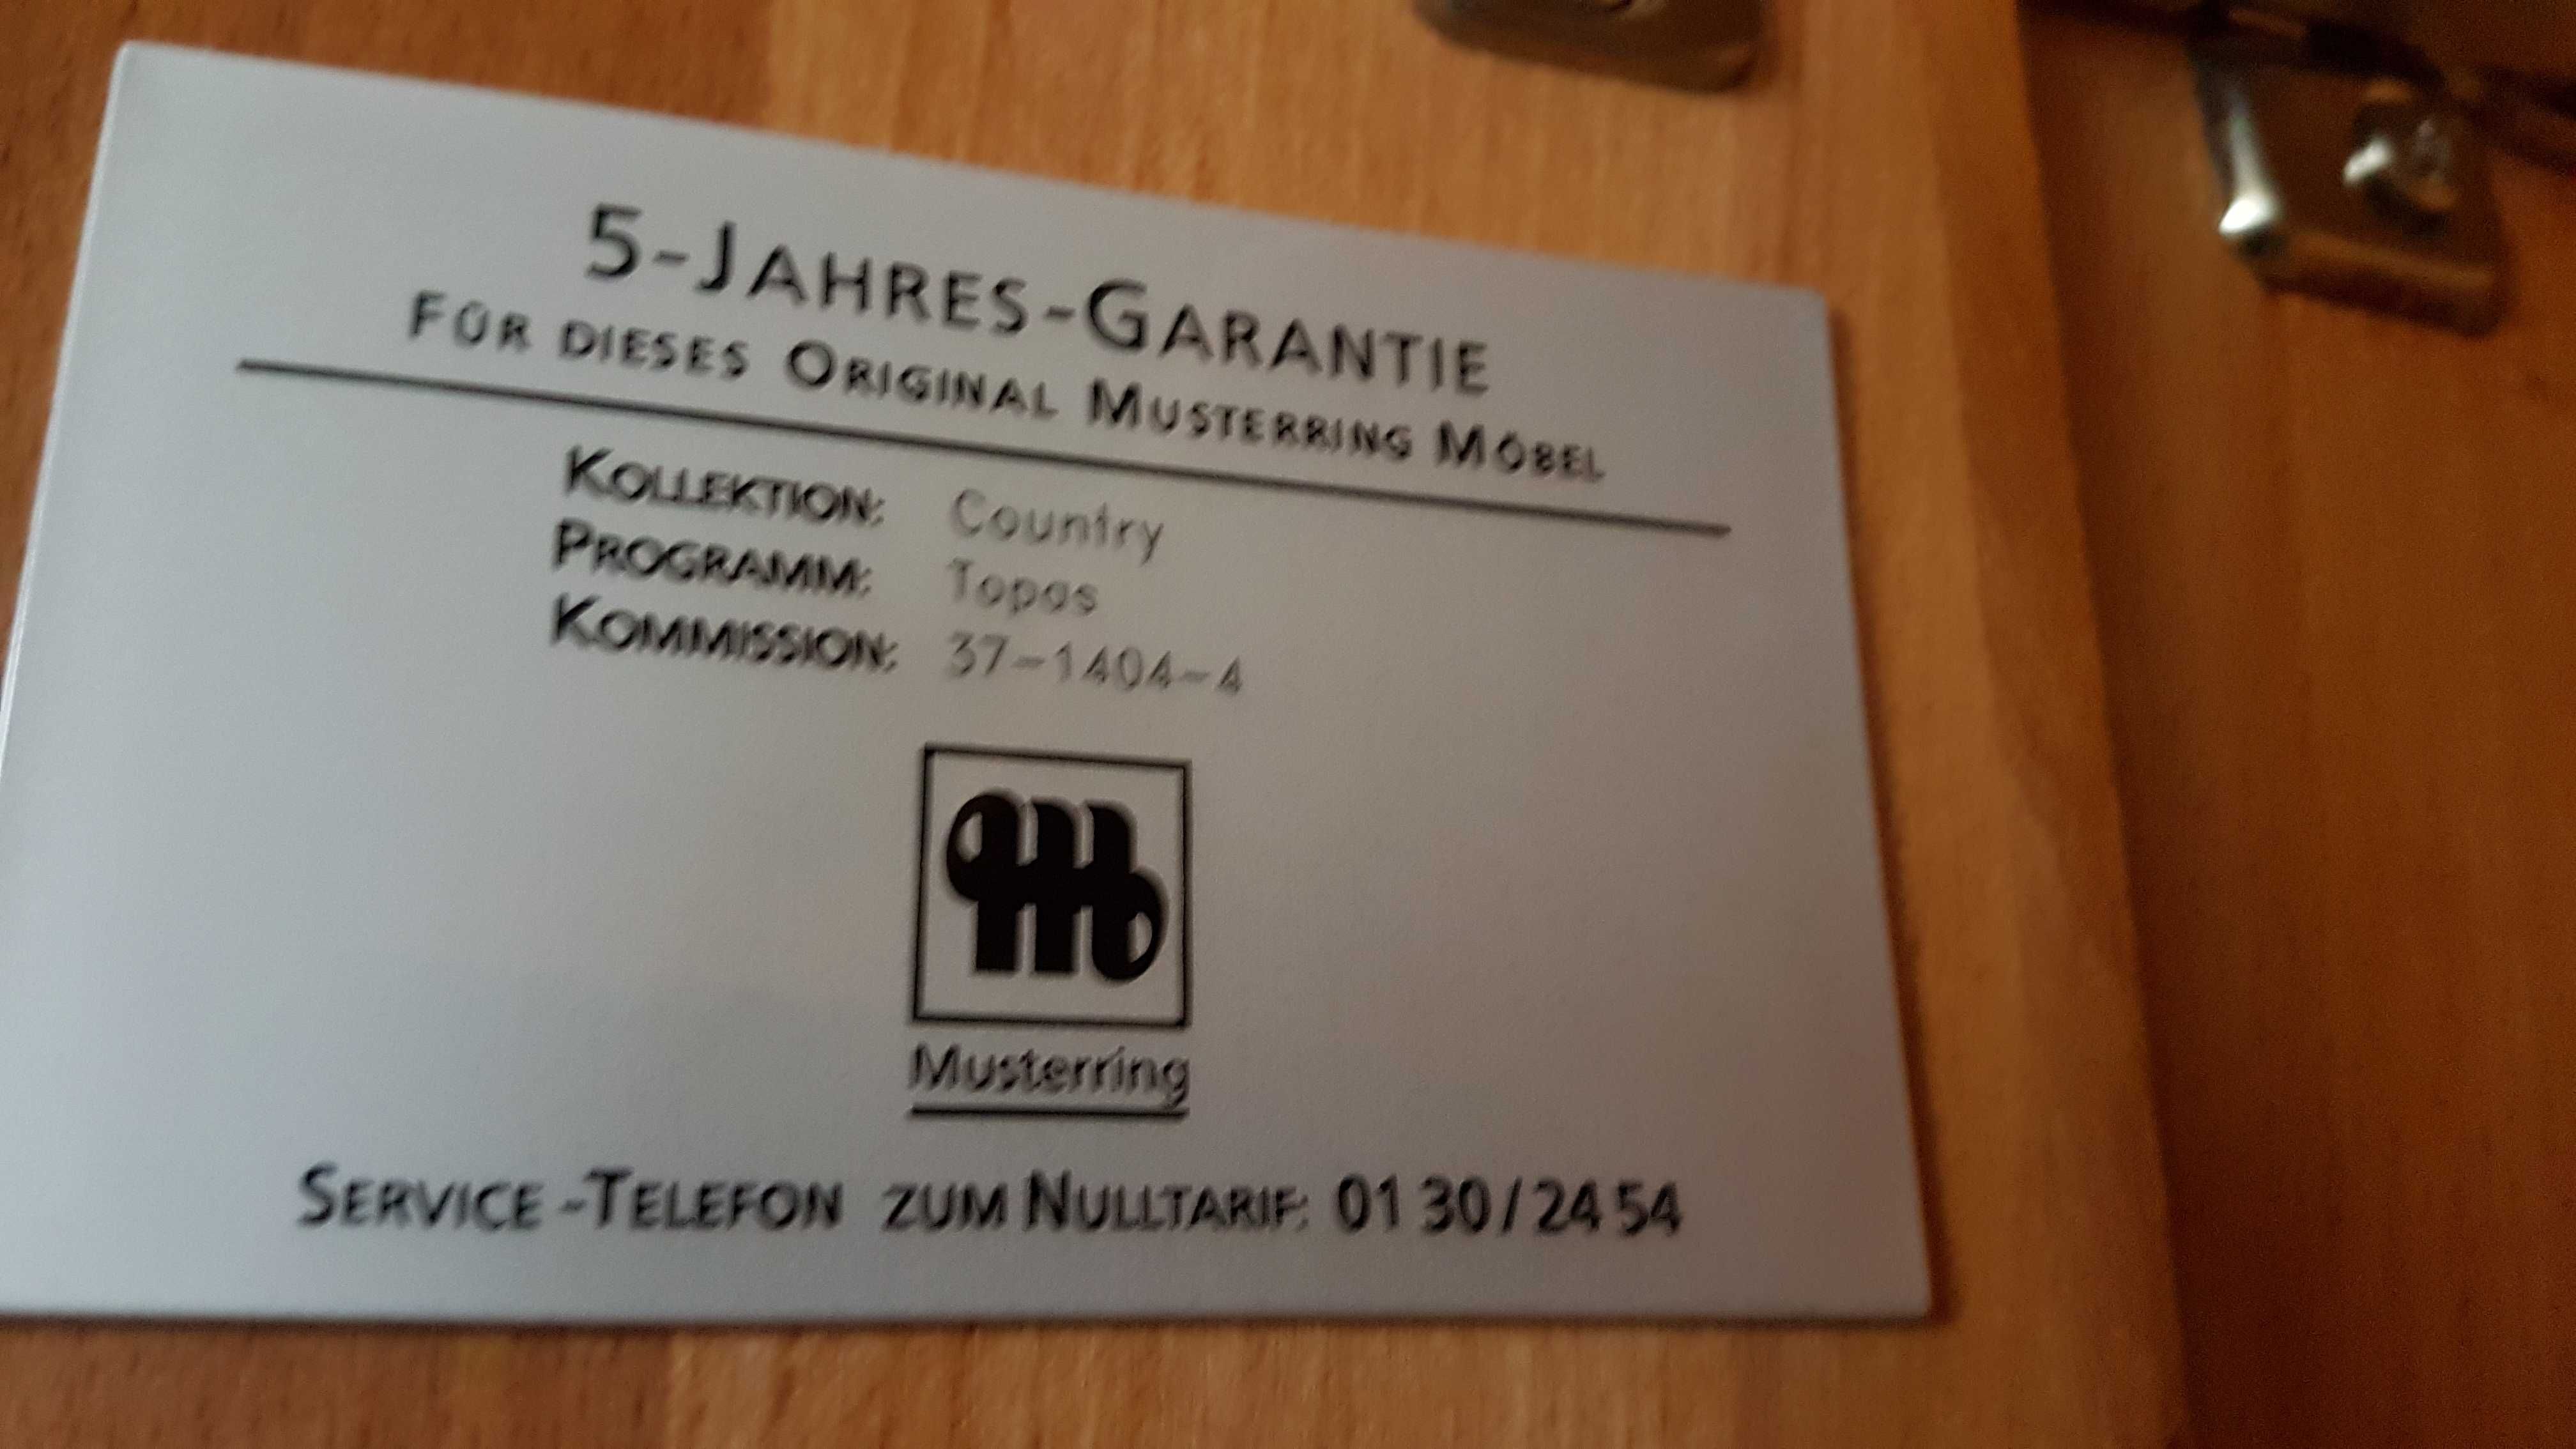 5-JAHRES-GARANTIE
FÜR DIESES ORIGINAL MUSTERRING MÖBEL
KOLLEKTION: Country
PROGRAMM: Topas
KOMMISSION: 37-1404-4
Musterring
SERVICE-TELEFON ZUM NULLTARIF: 01 30/24 54